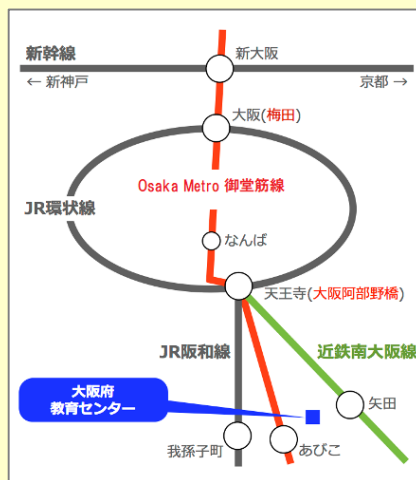 新幹線
新大阪
← 新神戸
京都 →
大阪(梅田)
Osaka Metro 御堂筋線
JR環状線
なんば
天王寺(大阪阿部野橋)
JR阪和線
近鉄南大阪線
大阪府
教育センター
矢田
我孫子町
あびこ